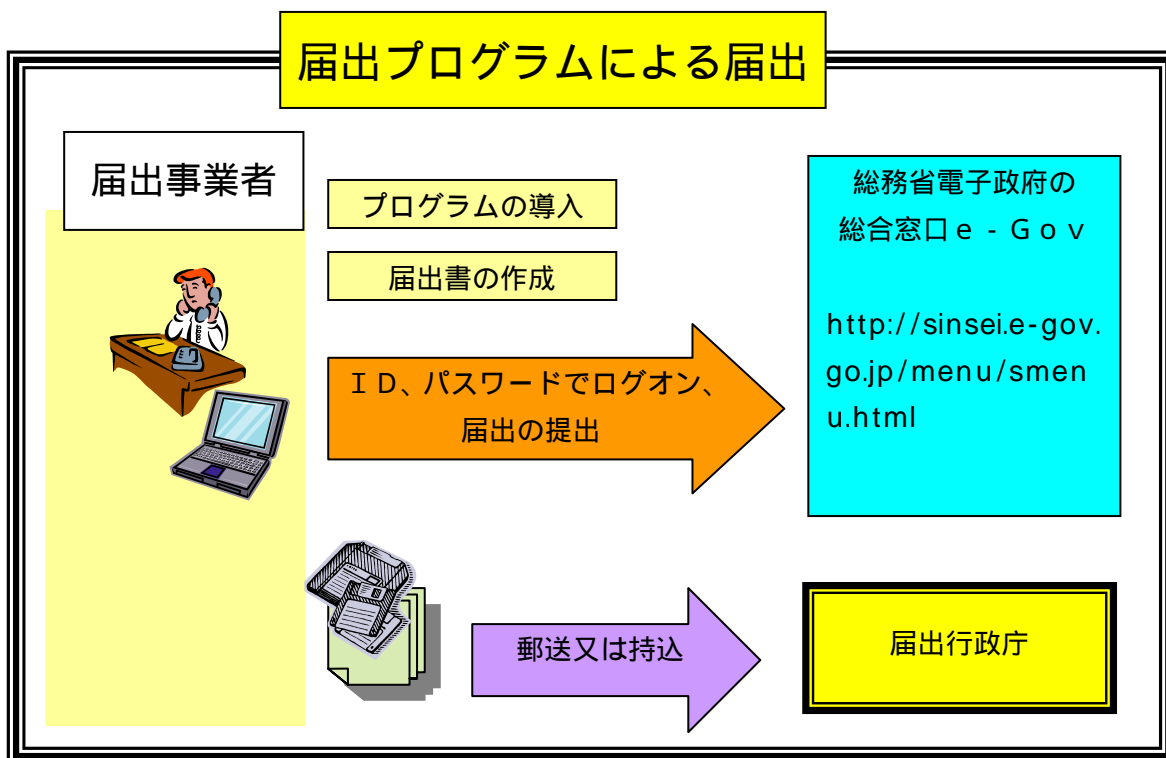 届出プログラムによる届出
届出事業者
プログラムの導入
届出書の作成
ＩＤ、パスワードでログオン、
届出の提出
総務省電子政府の
総合窓口ｅ‐Ｇｏｖ
http://sinsei.e-gov.
go.jp/menu/smen
u.html
郵送又は持込
届出行政庁